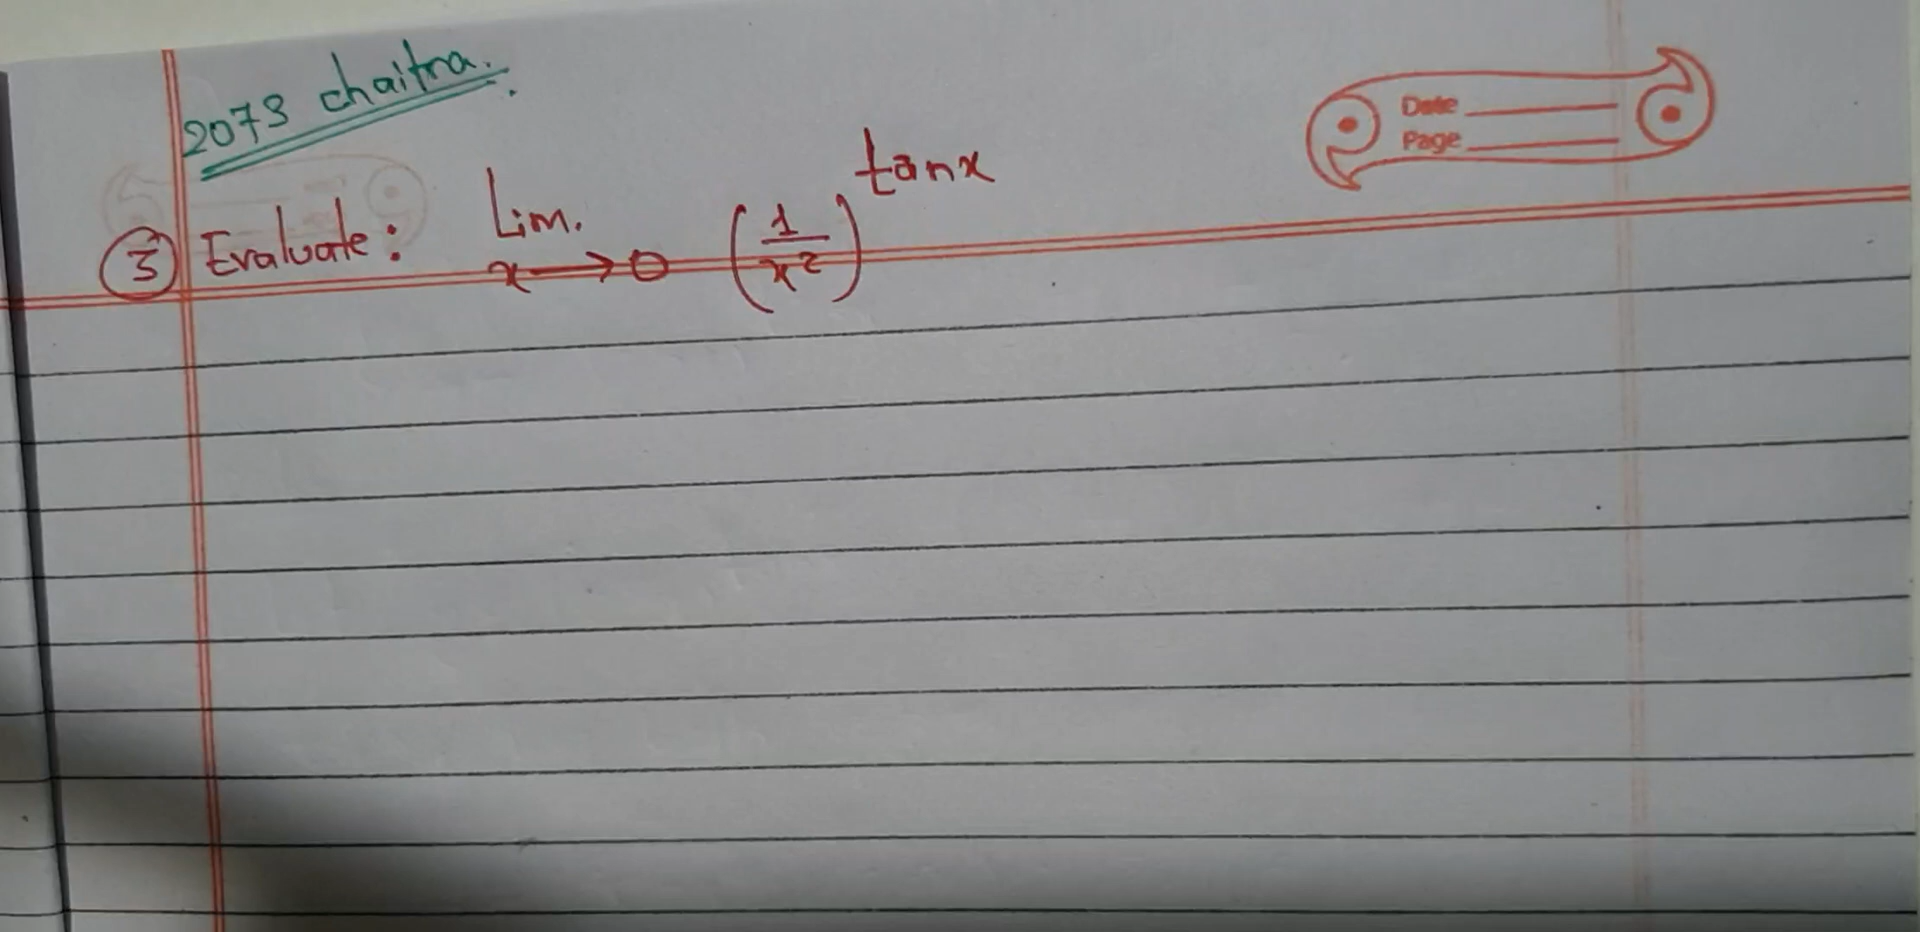 2073 chaitra.
Date
Page
③ Evaluate: Lim. x→0 (1/x²)^tanx